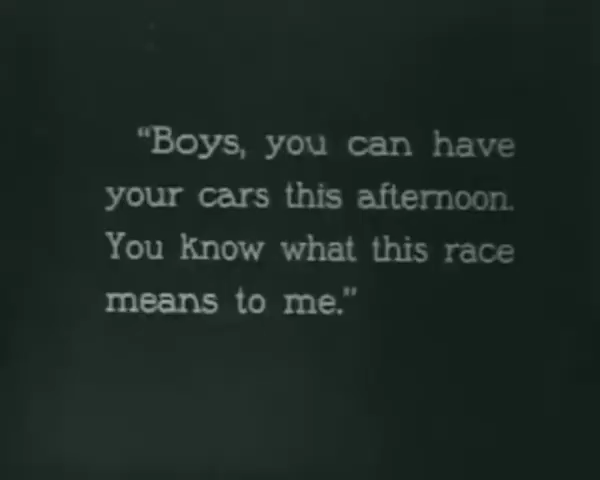 "Boys, you can have
your cars this afternoon.
You know what this race
means to me."